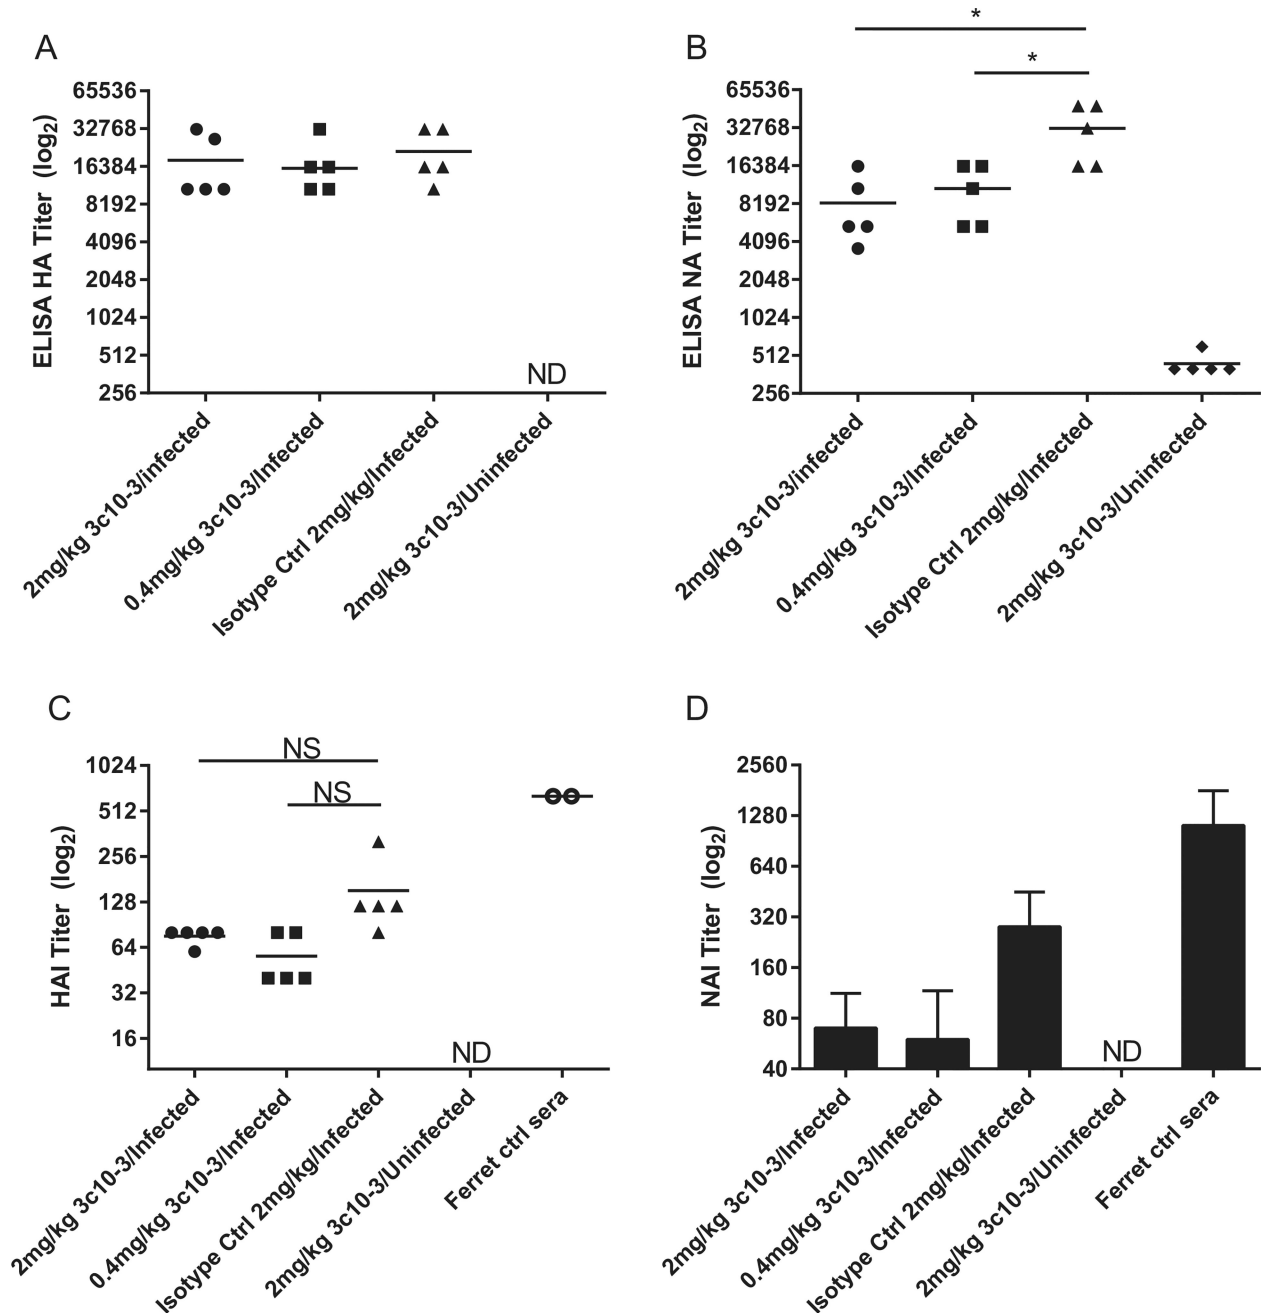 A
ELISA HA Titer (log2)
65536
32768
16384
8192
4096
2048
1024
512
256
ND
2mg/kg 3c10-3/infected
0.4mg/kg 3c10-3/Infected
Isotype Ctrl 2mg/kg/Infected
2mg/kg 3c10-3/Uninfected
B
*
*
ELISA NA Titer (log2)
65536
32768
16384
8192
4096
2048
1024
512
256
2mg/kg 3c10-3/infected
0.4mg/kg 3c10-3/Infected
Isotype Ctrl 2mg/kg/Infected
2mg/kg 3c10-3/Uninfected
C
NS
NS
HAI Titer (log2)
1024
512
256
128
64
32
16
ND
2mg/kg 3c10-3/Infected
0.4mg/kg 3c10-3/Infected
Isotype Ctrl 2mg/kg/Infected
2mg/kg 3c10-3/Uninfected
Ferret ctrl sera
D
NAI Titer (log2)
2560
1280
640
320
160
80
40
ND
2mg/kg 3c10-3/Infected
0.4mg/kg 3c10-3/Infected
Isotype Ctrl 2mg/kg/Infected
2mg/kg 3c10-3/Uninfected
Ferret ctrl sera